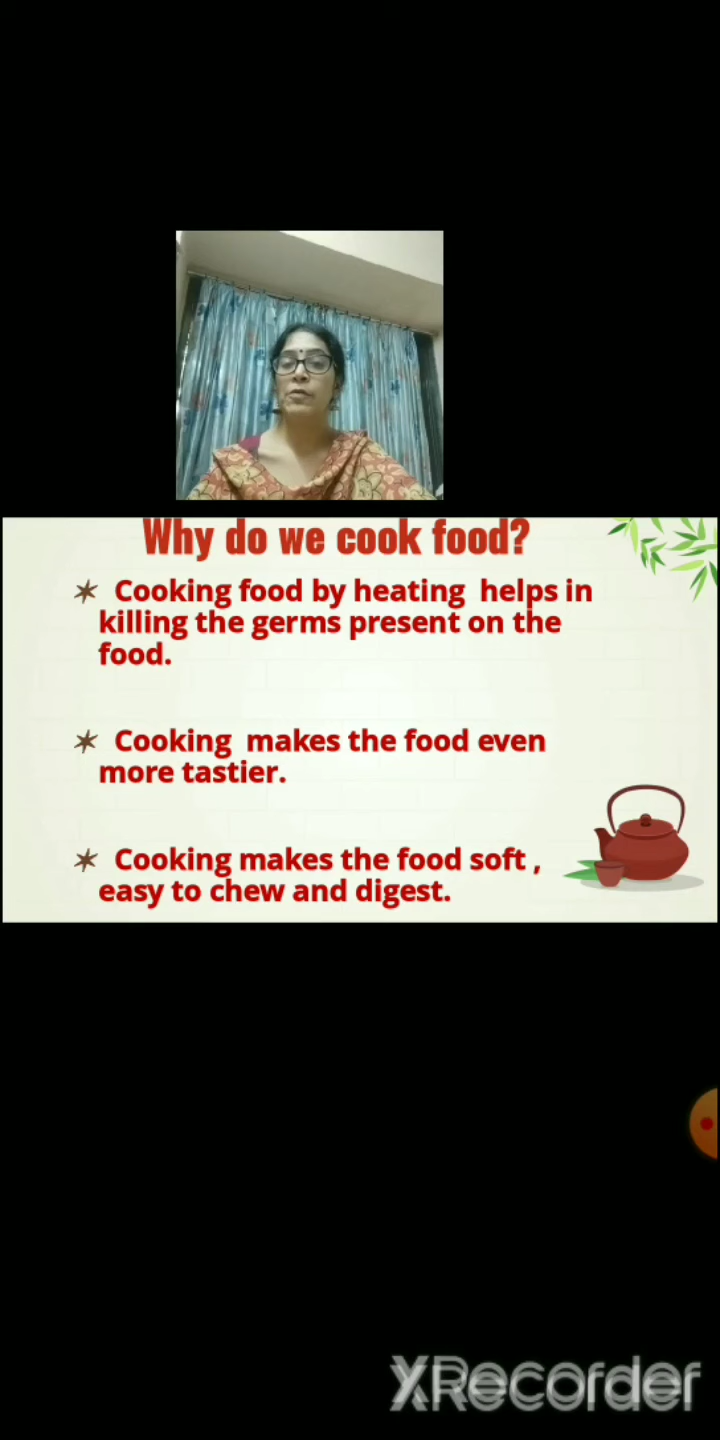 Why do we cook food?
✶ Cooking food by heating helps in
killing the germs present on the
food.
✶ Cooking makes the food even
more tastier.
✶ Cooking makes the food soft ,
easy to chew and digest.
XRecorder